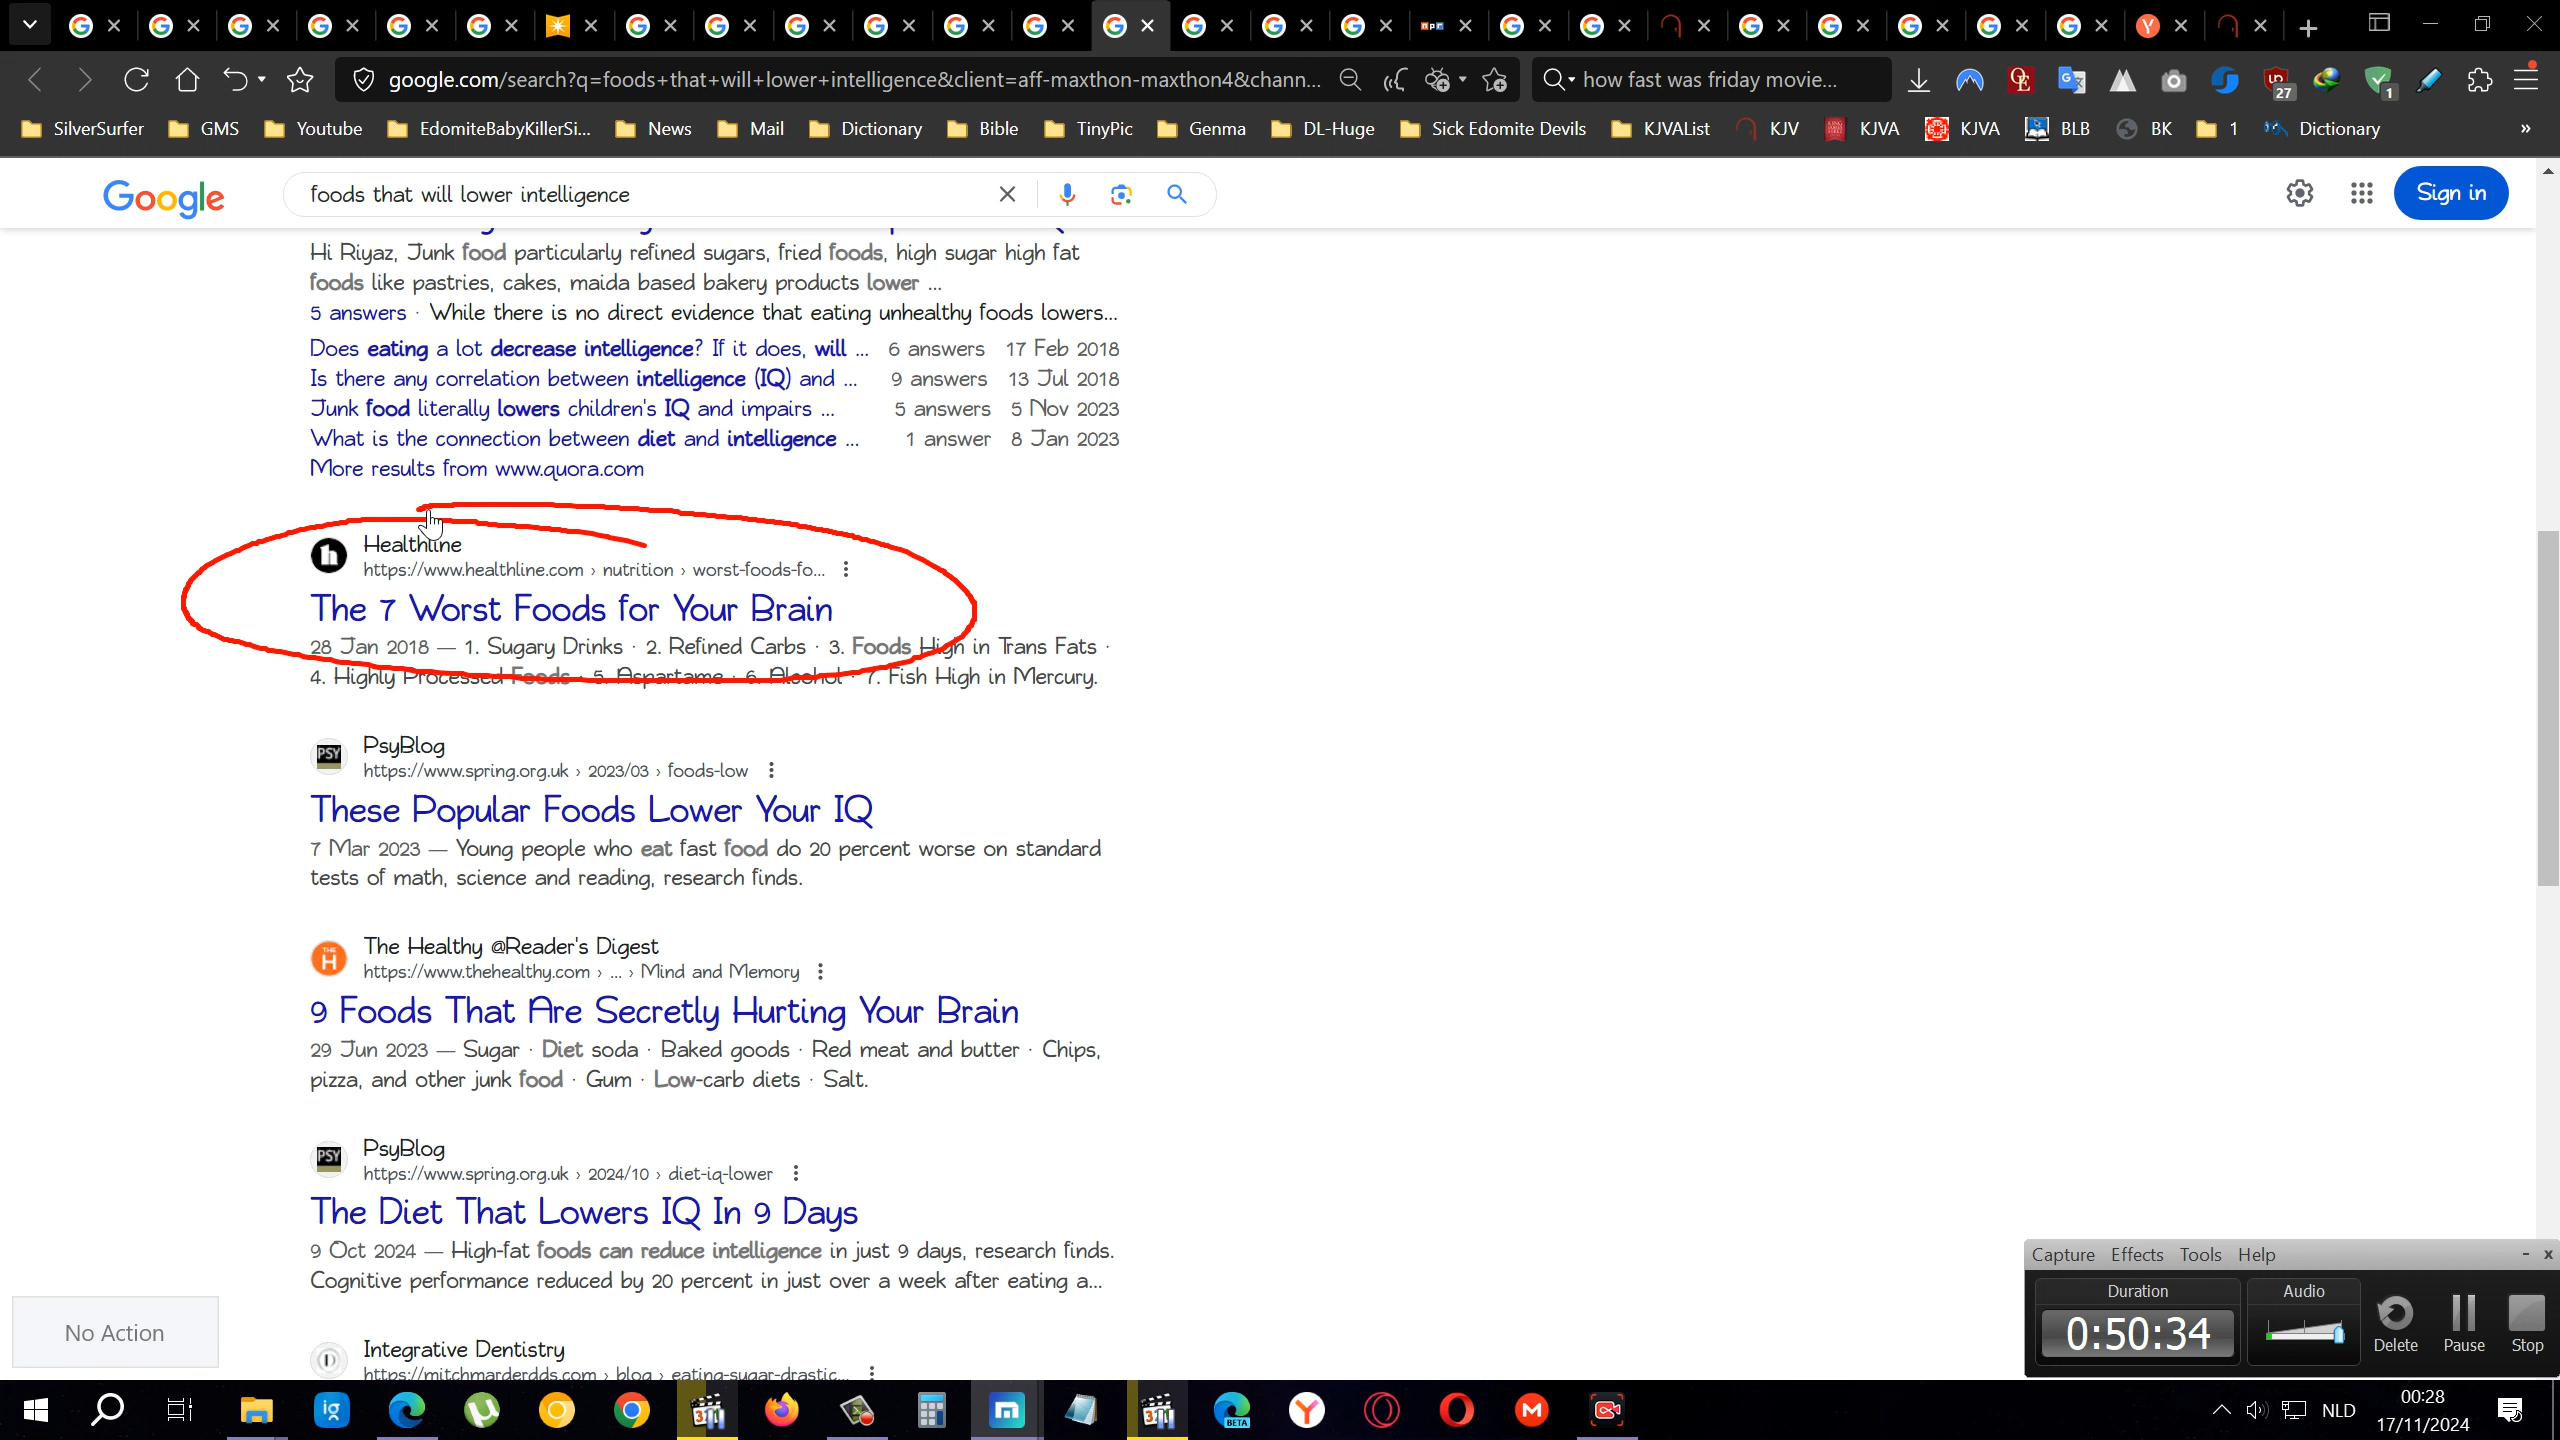 google.com/search?q=foods+that+will+lower+intelligence&client=aff-maxthon-maxthon4&chann...
how fast was friday movie...
27
1
SilverSurfer
GMS
Youtube
EdomiteBabyKillerSi...
News
Mail
Dictionary
Bible
TinyPic
Genma
DL-Huge
Sick Edomite Devils
KJVAList
KJV
KJVA
KJVA
BLB
BK
1
Dictionary
»
Google
foods that will lower intelligence
Sign in
Hi Riyaz, Junk food particularly refined sugars, fried foods, high sugar high fat
foods like pastries, cakes, maida based bakery products lower ...
5 answers · While there is no direct evidence that eating unhealthy foods lowers...
Does eating a lot decrease intelligence? If it does, will ... 6 answers 17 Feb 2018
Is there any correlation between intelligence (IQ) and ... 9 answers 13 Jul 2018
Junk food literally lowers children's IQ and impairs ... 5 answers 5 Nov 2023
What is the connection between diet and intelligence ... 1 answer 8 Jan 2023
More results from www.quora.com
Healthline
https://www.healthline.com › nutrition › worst-foods-fo...
The 7 Worst Foods for Your Brain
28 Jan 2018 — 1. Sugary Drinks · 2. Refined Carbs · 3. Foods High in Trans Fats ·
4. Highly Processed Foods · 5. Aspartame · 6. Alcohol · 7. Fish High in Mercury.
PSY
PsyBlog
https://www.spring.org.uk › 2023/03 › foods-low
These Popular Foods Lower Your IQ
7 Mar 2023 — Young people who eat fast food do 20 percent worse on standard
tests of math, science and reading, research finds.
THE H
The Healthy @Reader's Digest
https://www.thehealthy.com › ... › Mind and Memory
9 Foods That Are Secretly Hurting Your Brain
29 Jun 2023 — Sugar · Diet soda · Baked goods · Red meat and butter · Chips,
pizza, and other junk food · Gum · Low-carb diets · Salt.
PSY
PsyBlog
https://www.spring.org.uk › 2024/10 › diet-iq-lower
The Diet That Lowers IQ In 9 Days
9 Oct 2024 — High-fat foods can reduce intelligence in just 9 days, research finds.
Cognitive performance reduced by 20 percent in just over a week after eating a...
Integrative Dentistry
https://mitchmarderdds.com › blog › eating-sugar-drastic...
No Action
Capture Effects Tools Help
Duration
0:50:34
Audio
Delete
Pause
Stop
NLD
00:28
17/11/2024